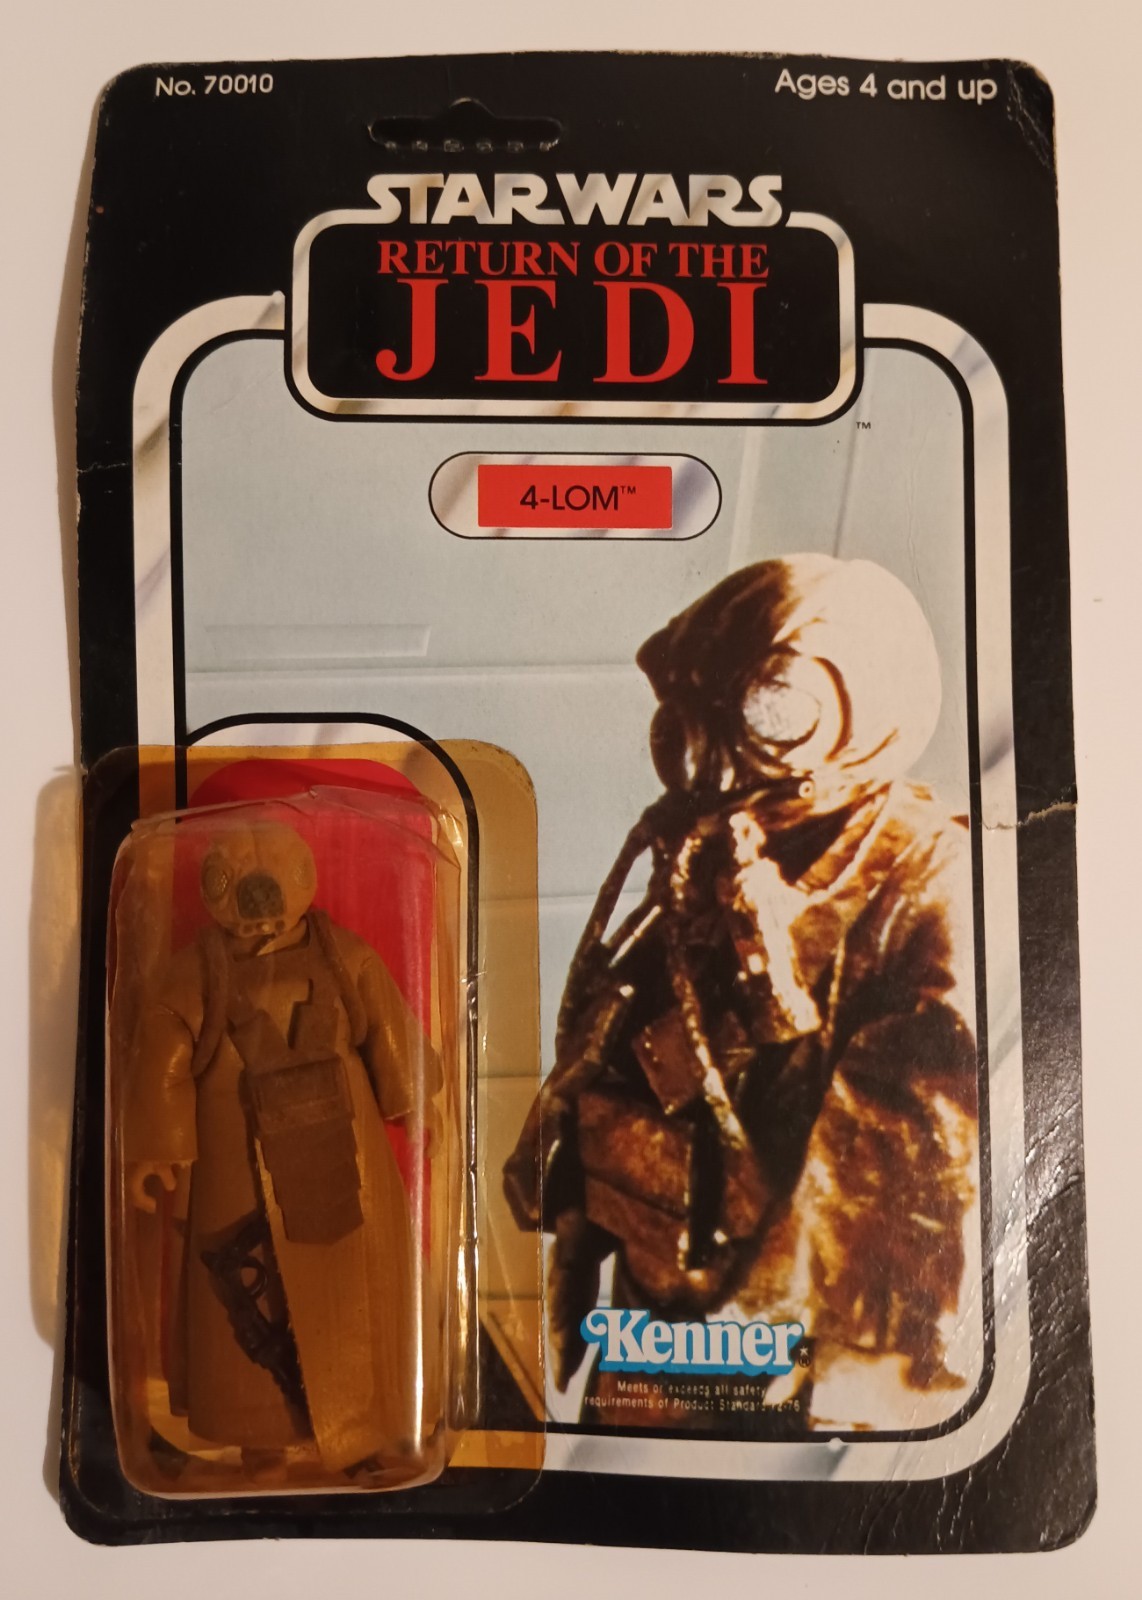 No. 70010
Ages 4 and up
STAR WARS
RETURN OF THE
JEDI
™
4-LOM™
Kenner®
Meets or exceeds all safety
requirements of Product Standard 72-76